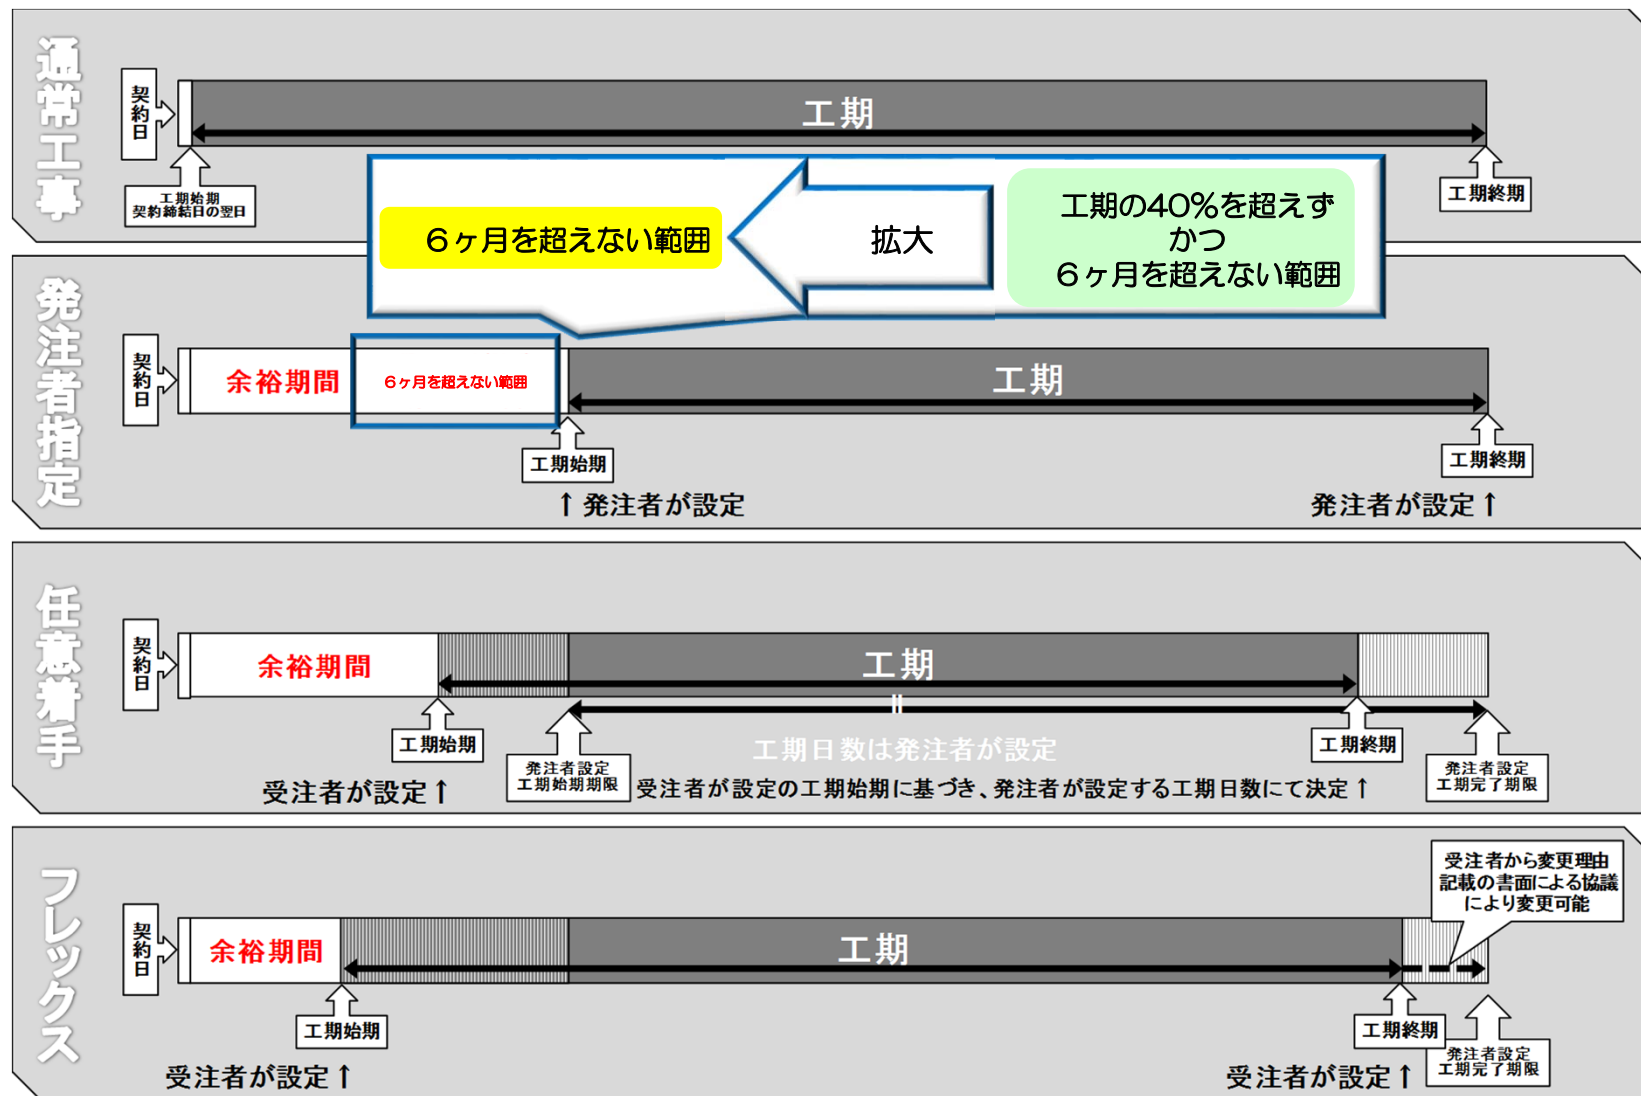 通常工事
契約日
工期
工期始期
契約締結日の翌日
工期終期
６ヶ月を超えない範囲
拡大
工期の40％を超えず
かつ
６ヶ月を超えない範囲
発注者指定
契約日
余裕期間
６ヶ月を超えない範囲
工期
工期始期
工期終期
↑発注者が設定
発注者が設定↑
任意着手
契約日
余裕期間
工期
＝
工期日数は発注者が設定
工期始期
発注者設定
工期始期期限
工期終期
発注者設定
工期完了期限
受注者が設定↑
受注者が設定の工期始期に基づき、発注者が設定する工期日数にて決定↑
フレックス
契約日
余裕期間
工期
受注者から変更理由
記載の書面による協議
により変更可能
工期始期
工期終期
発注者設定
工期完了期限
受注者が設定↑
受注者が設定↑